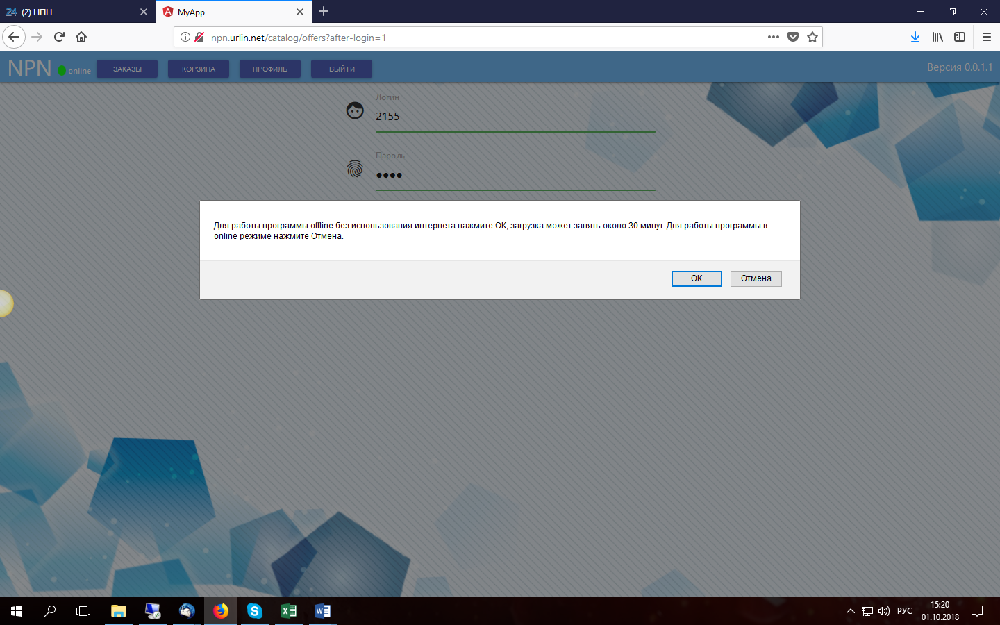 24 (2) НПН
MyApp
npn.urlin.net/catalog/offers?after-login=1
NPN online ЗАКАЗЫ КОРЗИНА ПРОФИЛЬ ВЫЙТИ Версия 0.0.1.1
Логин
2155
Пароль
••••
Для работы программы offline без использования интернета нажмите ОК, загрузка может занять около 30 минут. Для работы программы в
online режиме нажмите Отмена.
ОК Отмена
РУС
15:20
01.10.2018